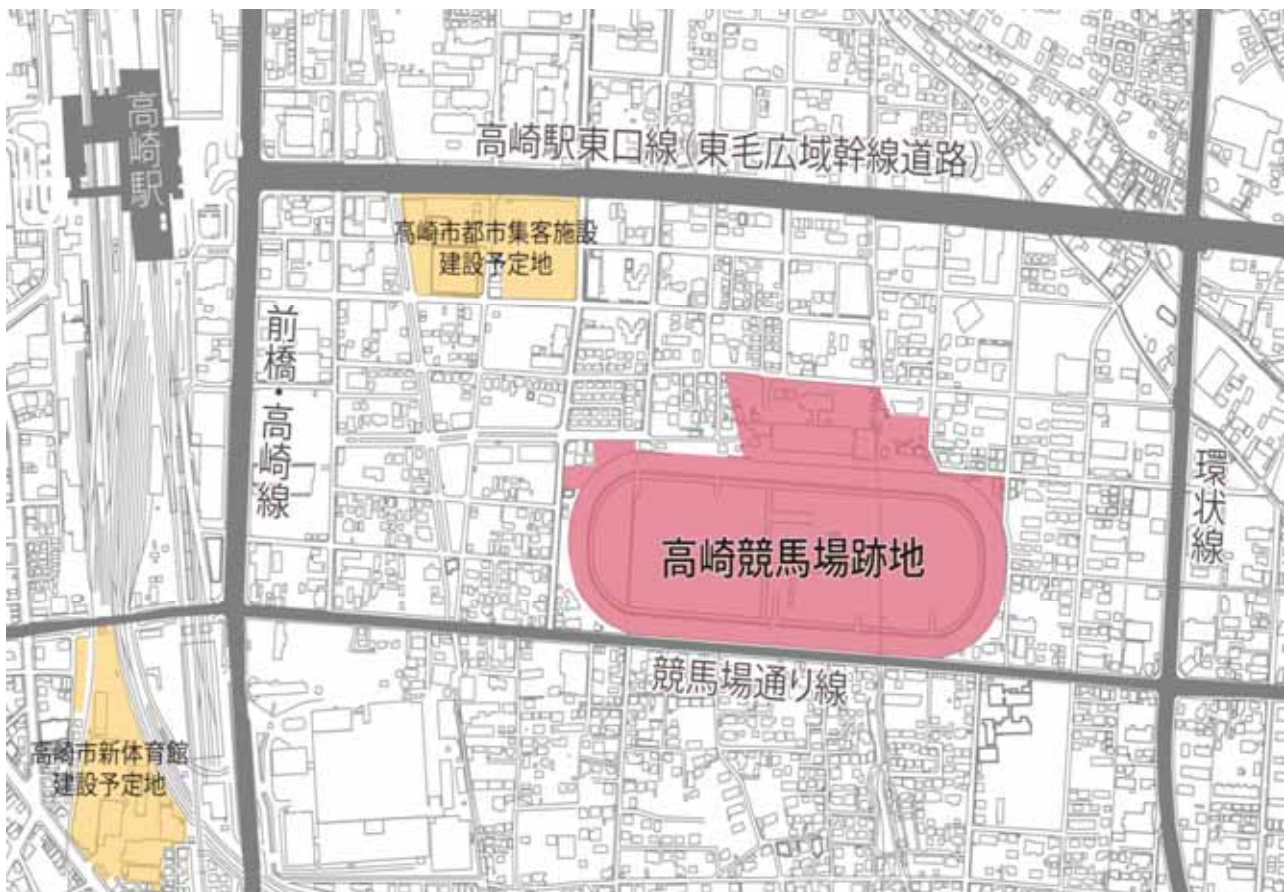 高崎駅
高崎駅東口線(東毛広域幹線道路)
高崎市都市集客施設
建設予定地
前橋・高崎線
環状線
高崎競馬場跡地
競馬場通り線
高崎市新体育館
建設予定地